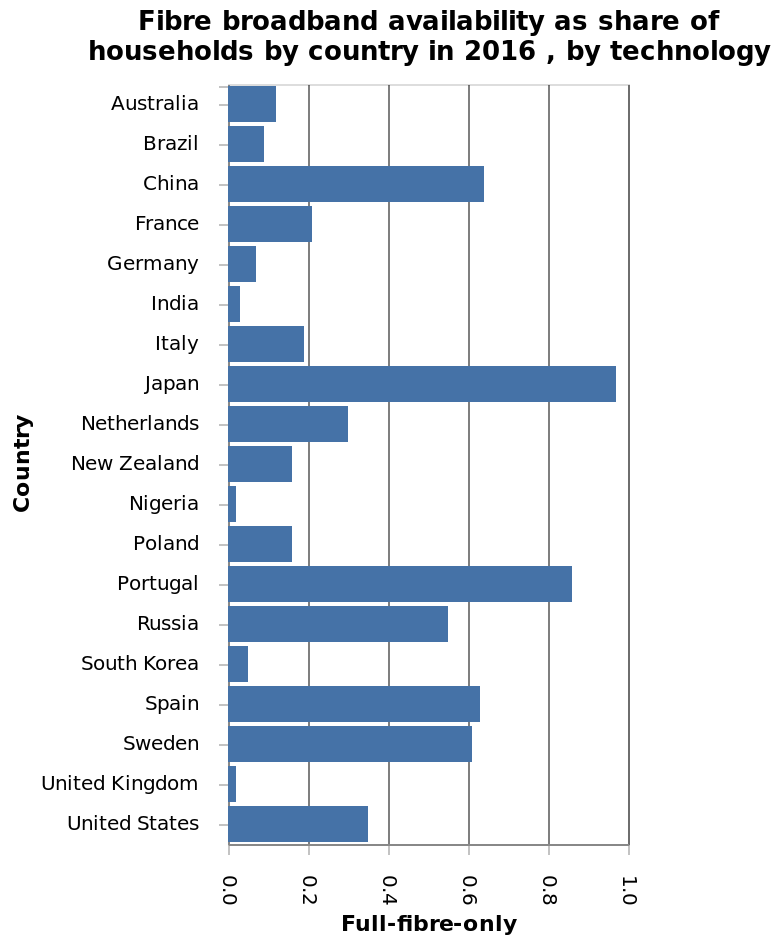 Fibre broadband availability as share of
households by country in 2016 , by technology
Country
Australia
Brazil
China
France
Germany
India
Italy
Japan
Netherlands
New Zealand
Nigeria
Poland
Portugal
Russia
South Korea
Spain
Sweden
United Kingdom
United States
0.0 0.2 0.4 0.6 0.8 1.0
Full-fibre-only